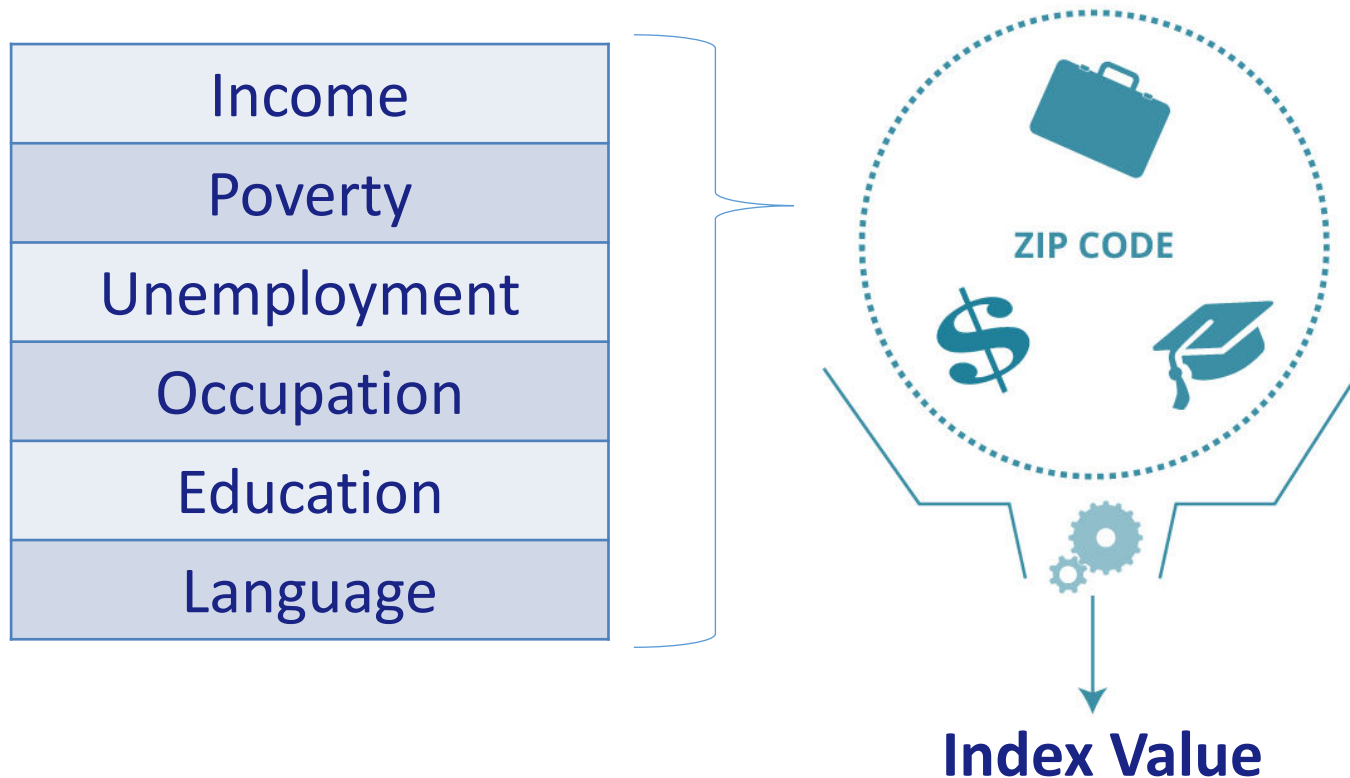 Income
Poverty
Unemployment
Occupation
Education
Language
ZIP CODE
$
Index Value